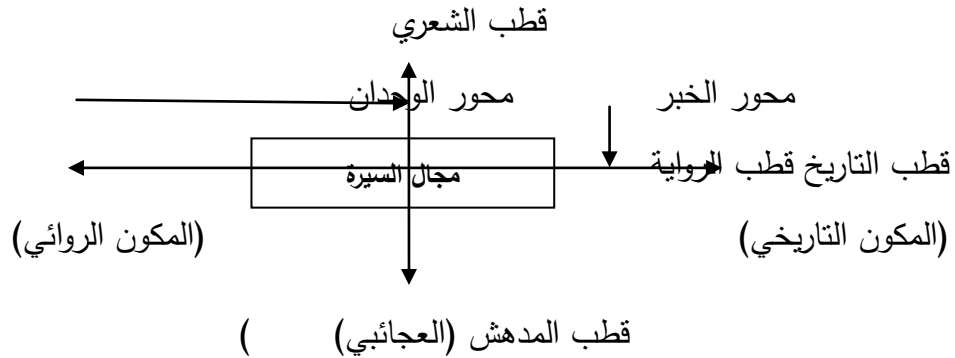 قطب الشعري
محور الخبر محور الوجدان
قطب التاريخ قطب الرواية
مجال السيرة
(المكون التاريخي) (المكون الروائي)
قطب المدهش (العجائبي) (